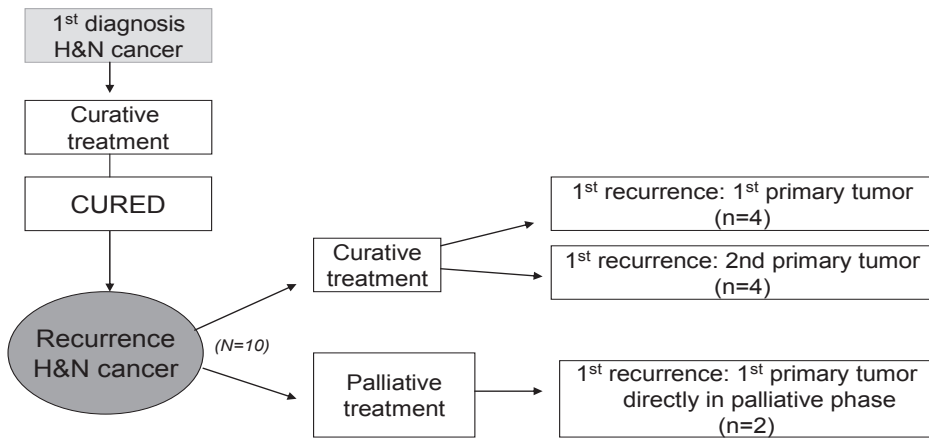 1st diagnosis
H&N cancer
Curative
treatment
CURED
Recurrence
H&N cancer
(N=10)
Curative
treatment
1st recurrence: 1st primary tumor
(n=4)
1st recurrence: 2nd primary tumor
(n=4)
Palliative
treatment
1st recurrence: 1st primary tumor
directly in palliative phase
(n=2)